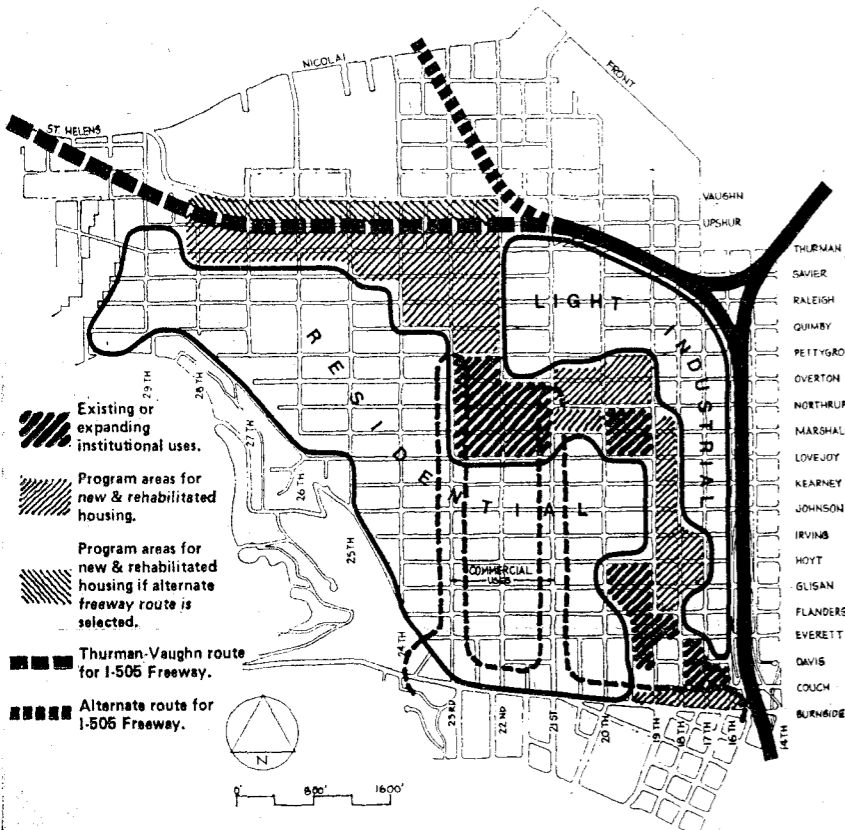 NICOLAI
FRONT
ST. HELENS
VAUGHN
UPSHUR
THURMAN
SAVIER
RALEIGH
QUIMBY
PETTYGRO
OVERTON
NORTHRUP
MARSHAL
LOVEJOY
KEARNEY
JOHNSON
IRVING
HOYT
GLISAN
FLANDERS
EVERETT
DAVIS
COUCH
BURNSIDE
LIGHT
INDUSTRIAL
RESIDENTIAL
COMMERCIAL
USES
29TH
28TH
27TH
26TH
25TH
24TH
23RD
22ND
21ST
20TH
19TH
18TH
17TH
16TH
14TH
Existing or
expanding
institutional uses.
Program areas for
new & rehabilitated
housing.
Program areas for
new & rehabilitated
housing if alternate
freeway route is
selected.
Thurman-Vaughn route
for I-505 Freeway.
Alternate route for
I-505 Freeway.
N
0' 800' 1600'